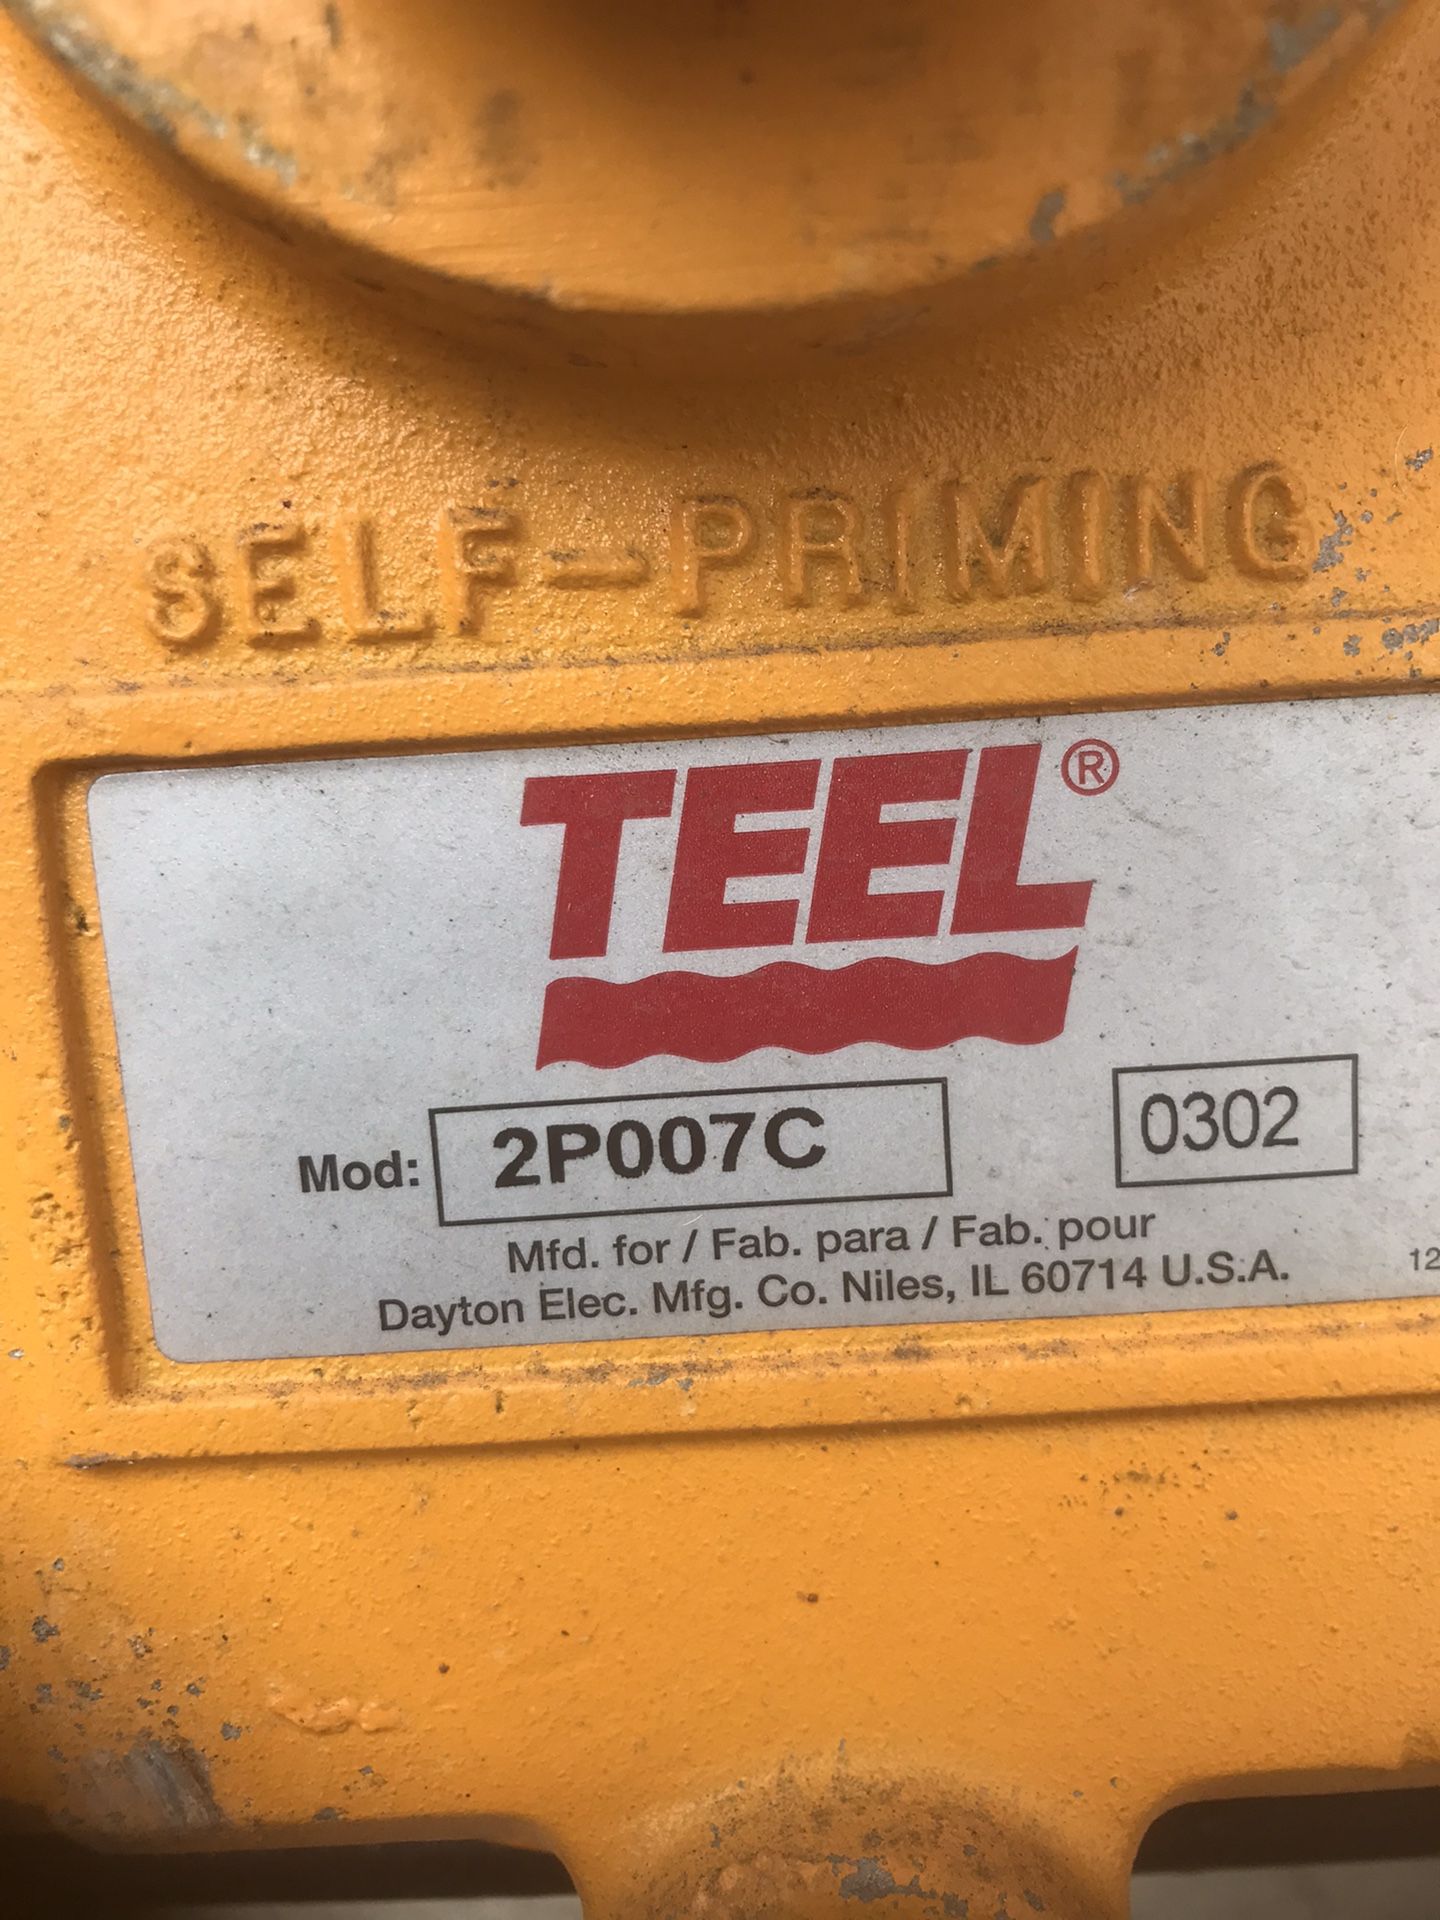 SELF-PRIMING
TEEL®
Mod: 2P007C 0302
Mfd. for / Fab. para / Fab. pour
Dayton Elec. Mfg. Co. Niles, IL 60714 U.S.A.
12